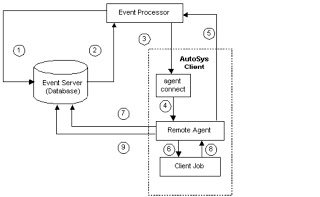 Event Processor
1
2
3
5
AutoSys
Client
Event Server
(Database)
agent
connect
4
7
Remote Agent
9
6
8
Client Job